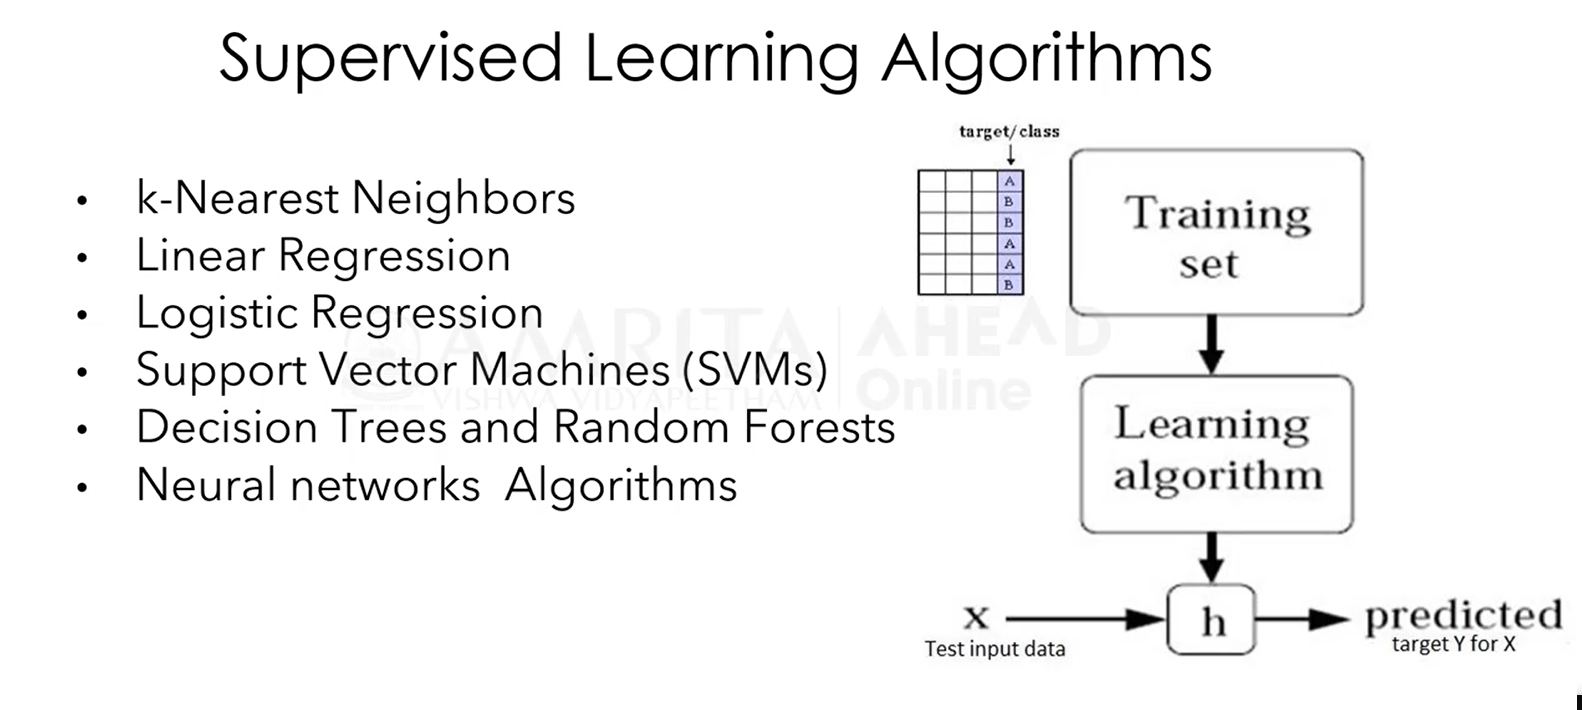 Supervised Learning Algorithms
• k-Nearest Neighbors
• Linear Regression
• Logistic Regression
• Support Vector Machines (SVMs)
• Decision Trees and Random Forests
• Neural networks  Algorithms
AMRITA
VISHWA VIDYAPEETHAM
AHEAD
Online
target/class
A
B
B
A
A
B
Training
set
Learning
algorithm
x
Test input data
h
predicted
target Y for X